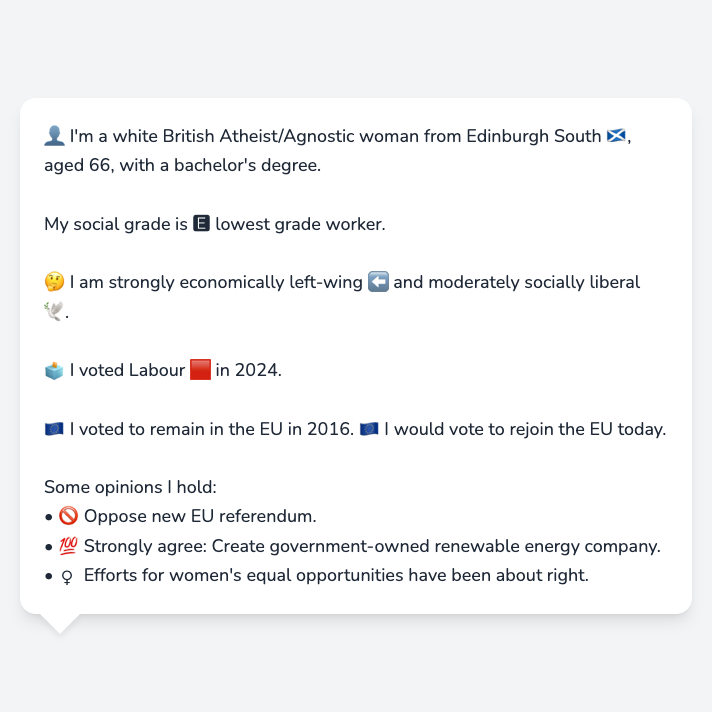 👤 I'm a white British Atheist/Agnostic woman from Edinburgh South 🏴󠁧󠁢󠁳󠁣󠁴󠁿,
aged 66, with a bachelor's degree.
My social grade is 🅴 lowest grade worker.
🤔 I am strongly economically left-wing ⬅️ and moderately socially liberal
🕊️.
🗳️ I voted Labour 🟥 in 2024.
🇪🇺 I voted to remain in the EU in 2016. 🇪🇺 I would vote to rejoin the EU today.
Some opinions I hold:
• 🚫 Oppose new EU referendum.
• 💯 Strongly agree: Create government-owned renewable energy company.
• ♀ Efforts for women's equal opportunities have been about right.